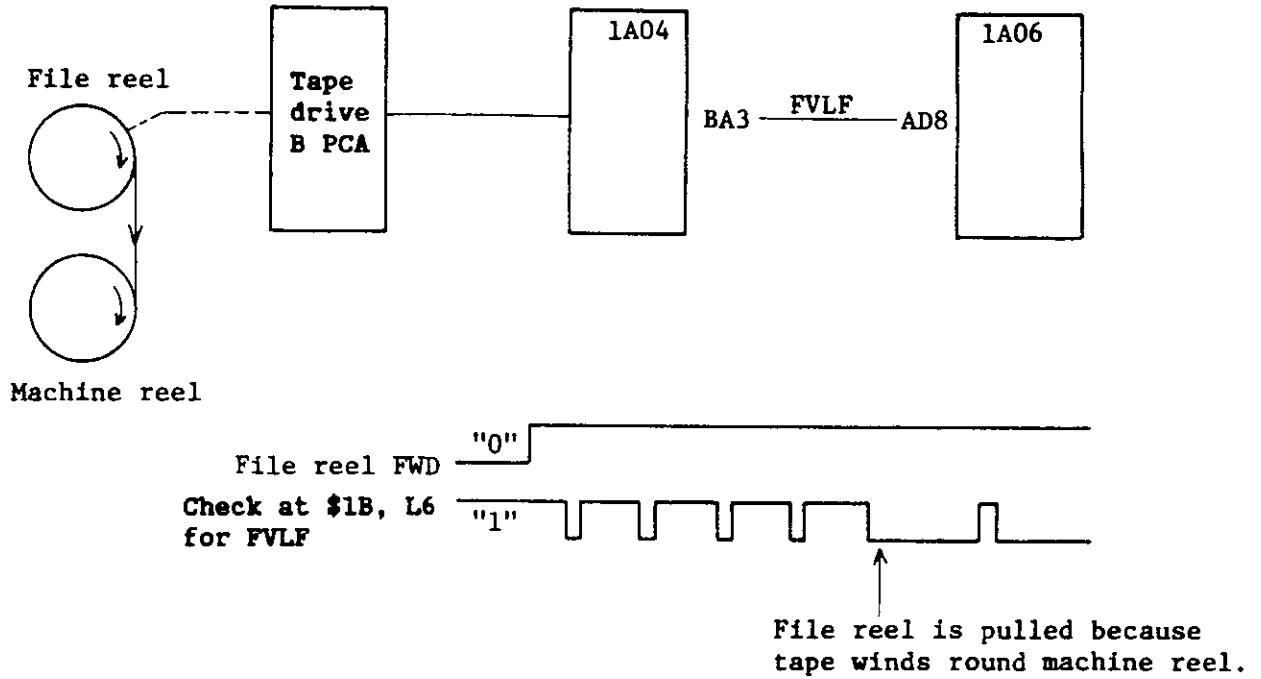 File reel
Tape
drive
B PCA
1A04
BA3
FVLF
AD8
1A06
Machine reel
File reel FWD
"0"
Check at $1B, L6
for FVLF
"1"
File reel is pulled because
tape winds round machine reel.